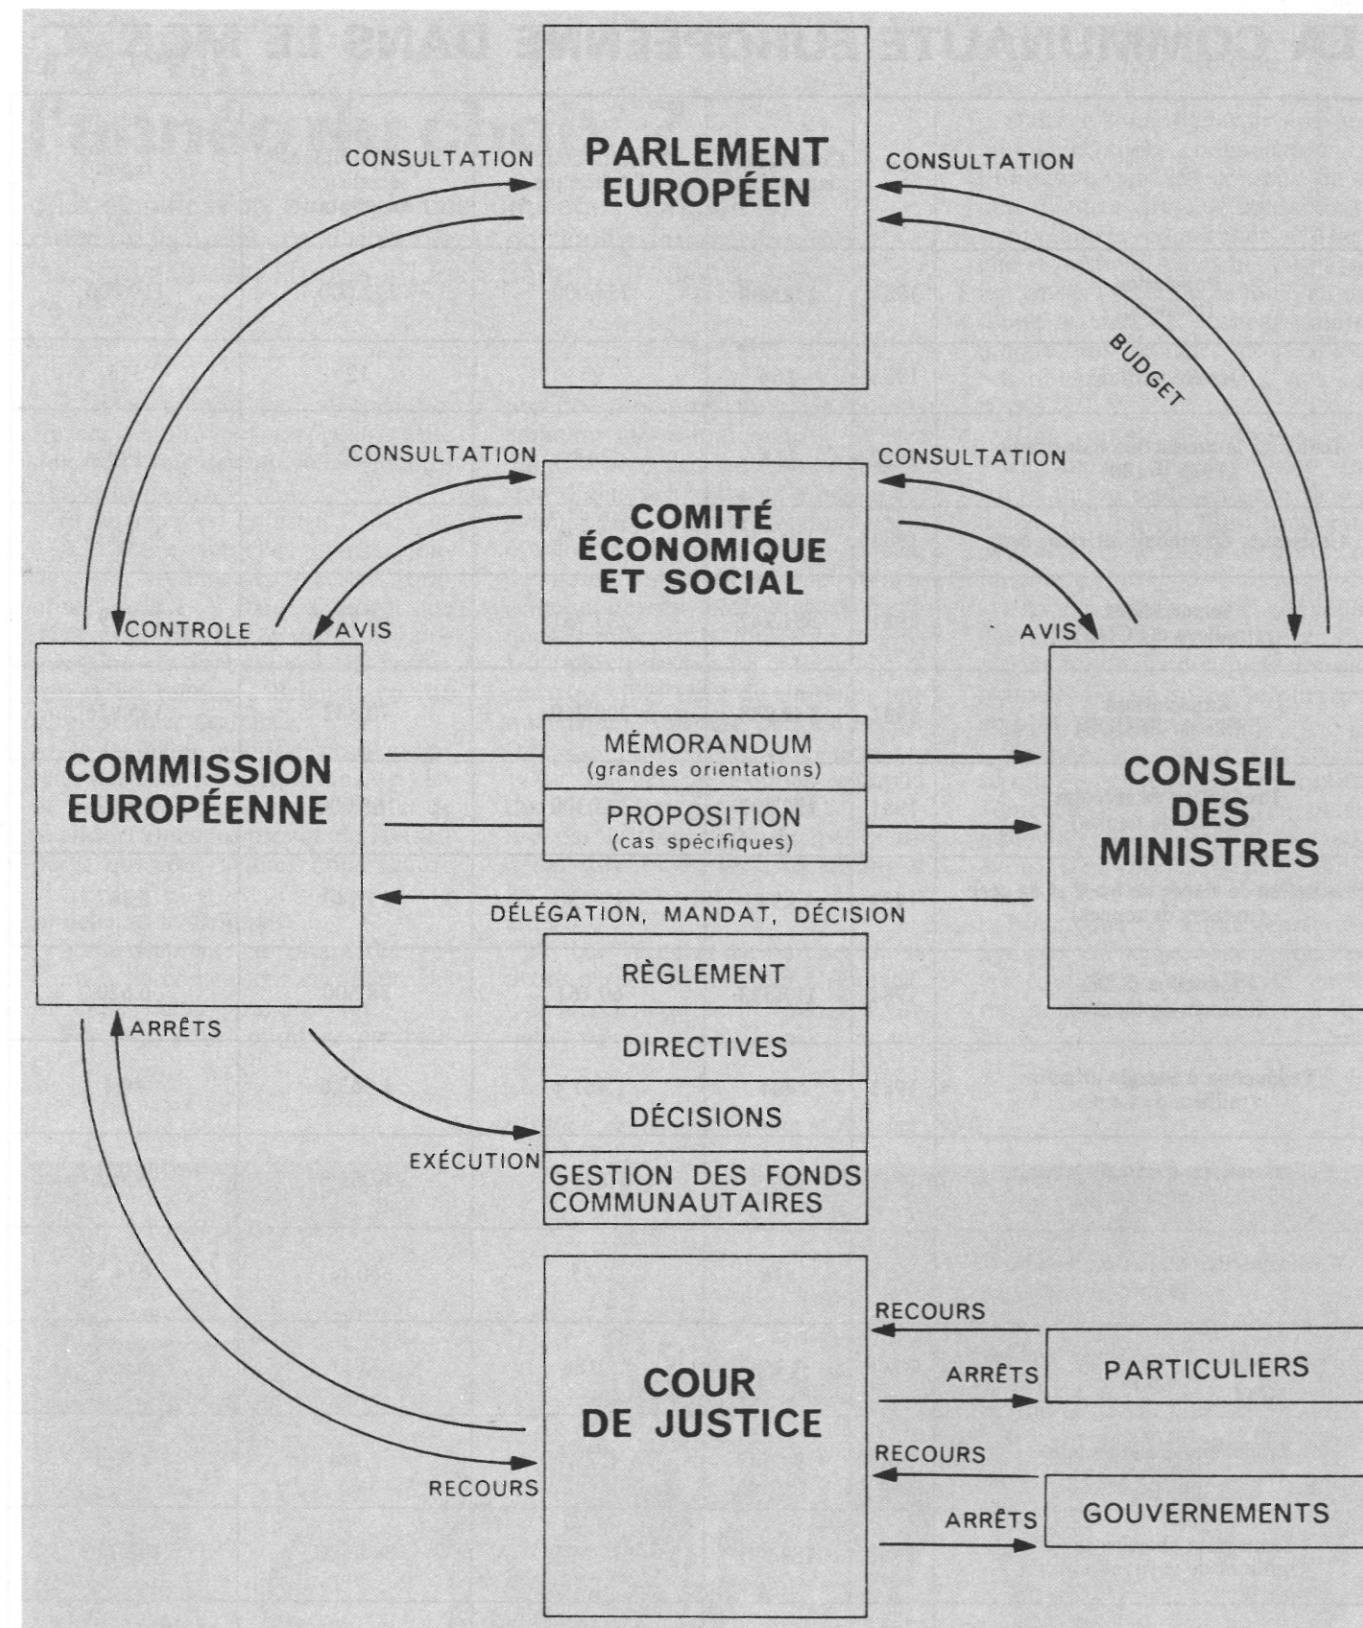 PARLEMENT
EUROPÉEN
CONSULTATION
CONSULTATION
BUDGET
CONSULTATION
CONSULTATION
COMITÉ
ÉCONOMIQUE
ET SOCIAL
CONTROLE
AVIS
AVIS
COMMISSION
EUROPÉENNE
MÉMORANDUM
(grandes orientations)
PROPOSITION
(cas spécifiques)
CONSEIL
DES
MINISTRES
DÉLÉGATION, MANDAT, DÉCISION
RÈGLEMENT
DIRECTIVES
DÉCISIONS
GESTION DES FONDS
COMMUNAUTAIRES
ARRÊTS
EXÉCUTION
COUR
DE JUSTICE
RECOURS
RECOURS
ARRÊTS
PARTICULIERS
RECOURS
ARRÊTS
GOUVERNEMENTS